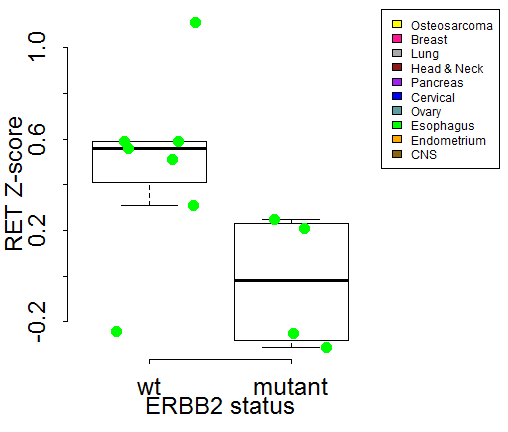 Osteosarcoma
Breast
Lung
Head & Neck
Pancreas
Cervical
Ovary
Esophagus
Endometrium
CNS
RET Z-score
1.0
0.6
0.2
-0.2
wt mutant
ERBB2 status